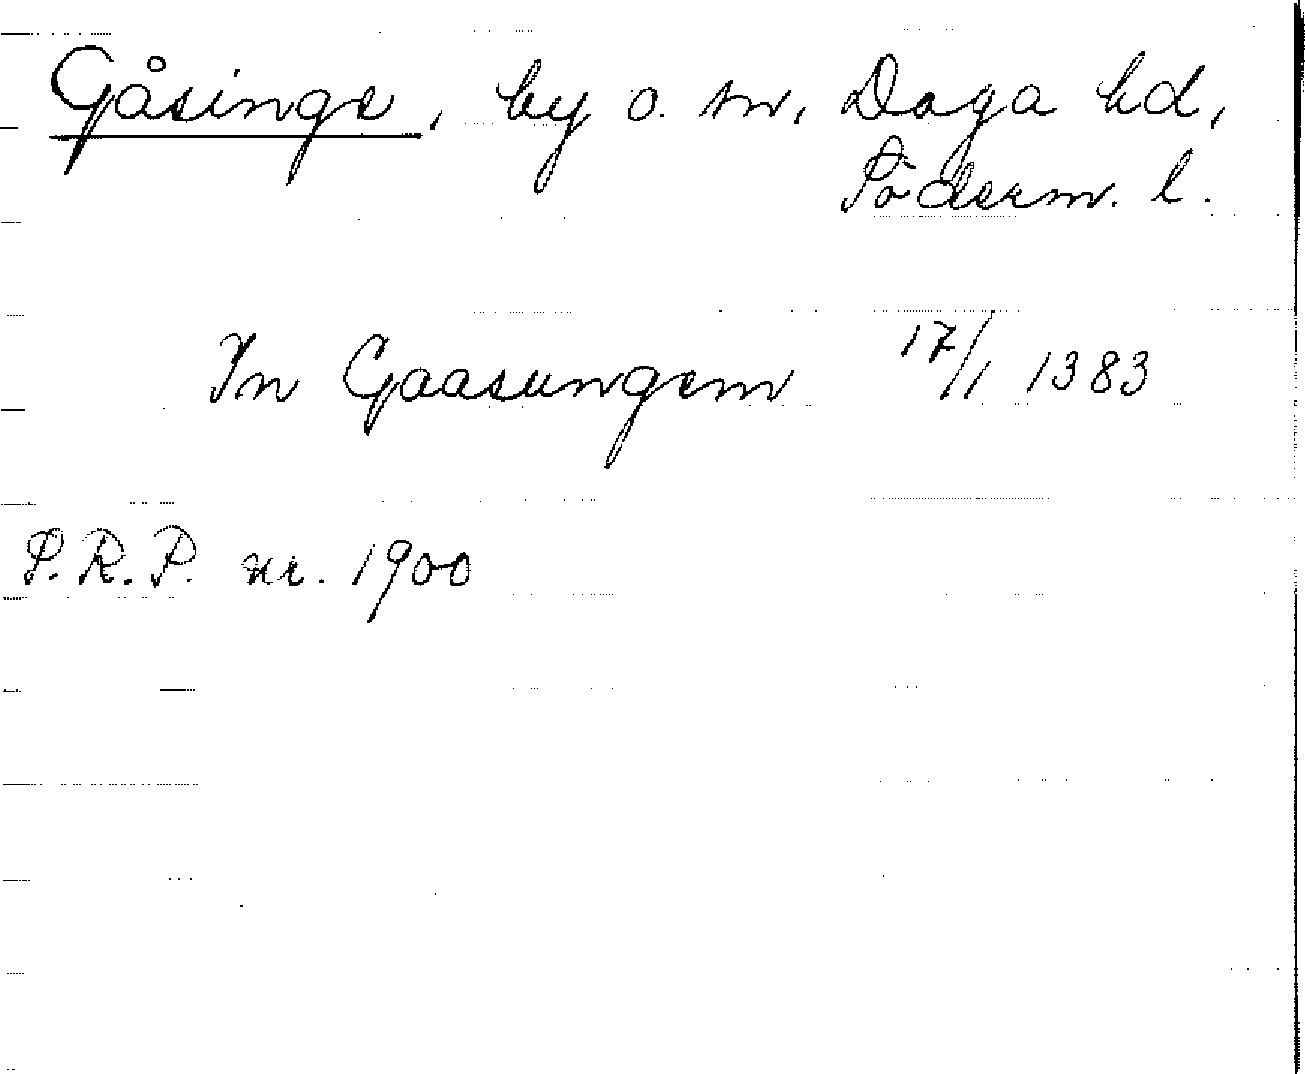 Gåsinge, by o. sn, Daga hd,
Söderm. l.
In Gaasungem 17/1 1383
S.R.P. nr. 1900